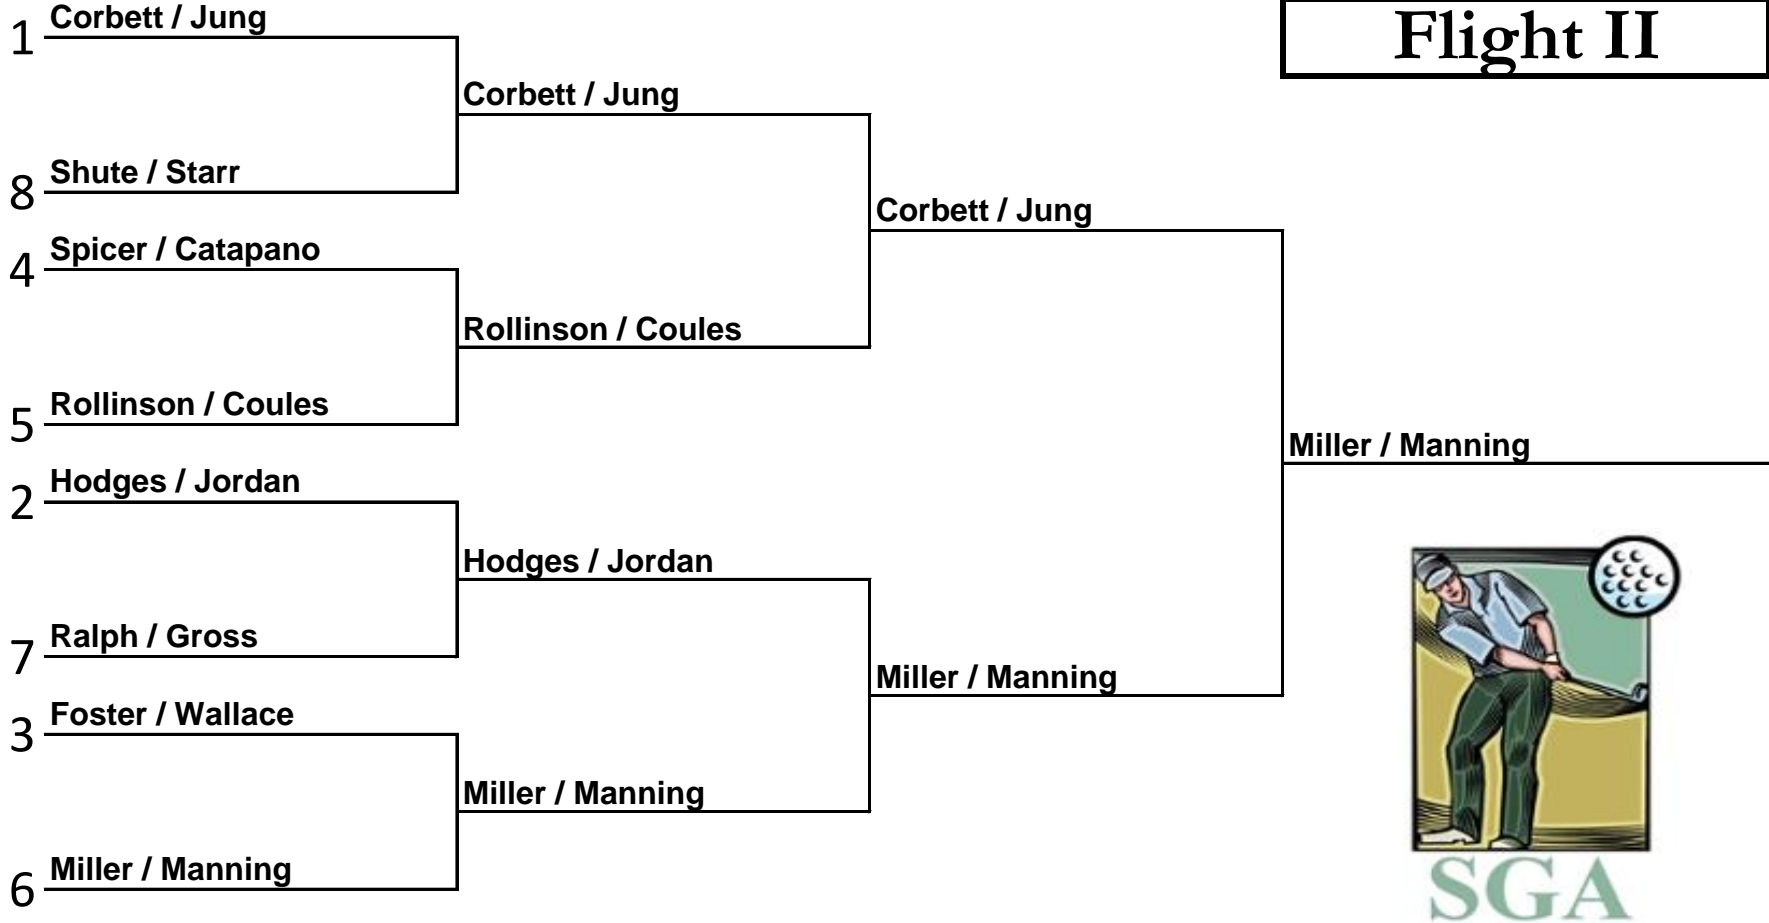 Flight II
1 Corbett / Jung
Corbett / Jung
8 Shute / Starr
Corbett / Jung
4 Spicer / Catapano
Rollinson / Coules
5 Rollinson / Coules
Miller / Manning
2 Hodges / Jordan
Hodges / Jordan
7 Ralph / Gross
Miller / Manning
3 Foster / Wallace
Miller / Manning
6 Miller / Manning
SGA